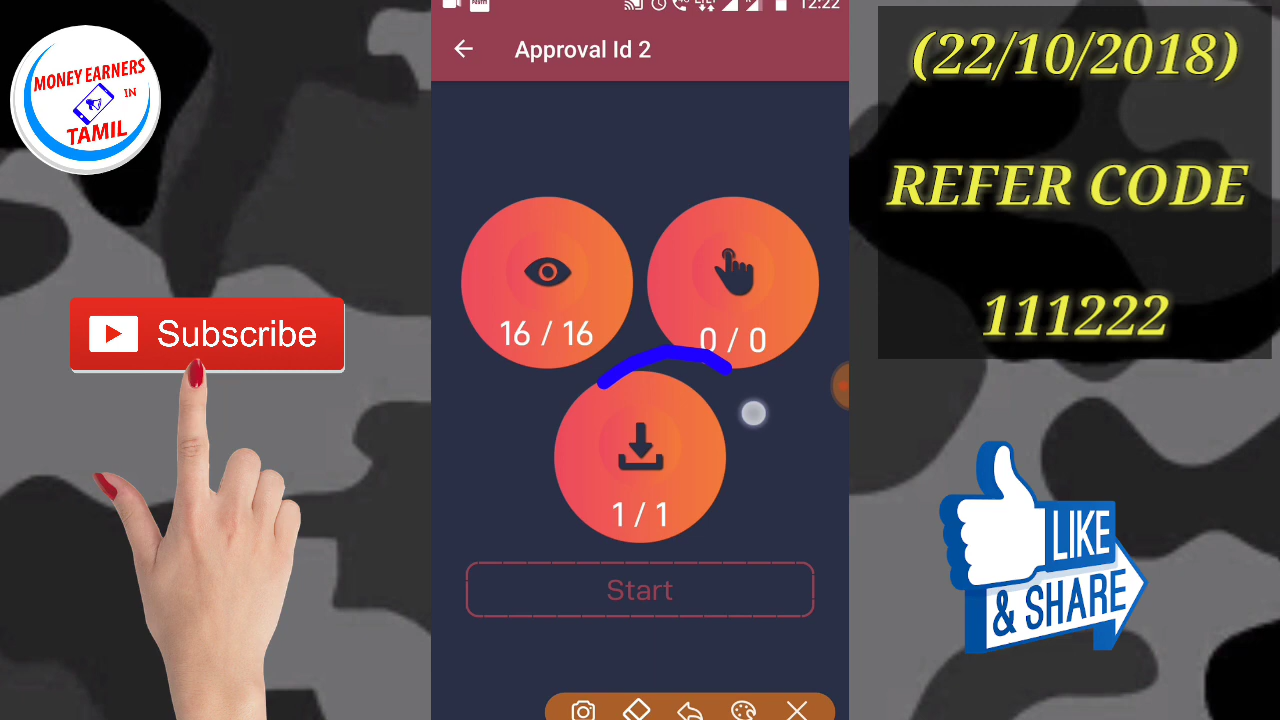 MONEY EARNERS
IN
TAMIL
Subscribe
12:22
Approval Id 2
16 / 16
0 / 0
1 / 1
Start
(22/10/2018)
REFER CODE
111222
LIKE
& SHARE